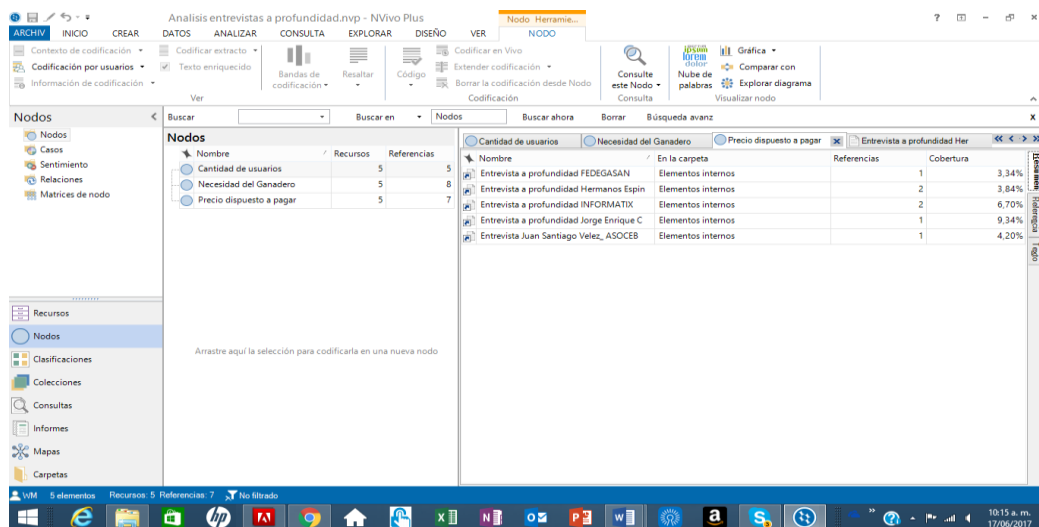 Analisis entrevistas a profundidad.nvp - NVivo Plus
Nodo Herramie...
ARCHIV INICIO CREAR DATOS ANALIZAR CONSULTA EXPLORAR DISEÑO VER NODO
Contexto de codificación
Codificación por usuarios
Información de codificación
Codificar extracto
Texto enriquecido
Ver
Bandas de codificación
Resaltar
Código
Codificar en Vivo
Extender codificación
Borrar la codificación desde Nodo
Codificación
Consulte este Nodo
Consulta
ipsum
lorem
dolor
Nube de palabras
Gráfica
Comparar con
Explorar diagrama
Visualizar nodo
Nodos
Buscar Buscar en Nodos Buscar ahora Borrar Búsqueda avanz x
Nodos
Casos
Sentimiento
Relaciones
Matrices de nodo
Nodos
Nombre Recursos Referencias
Cantidad de usuarios 5 5
Necesidad del Ganadero 5 8
Precio dispuesto a pagar 5 7
Arrastre aquí la selección para codificarla en una nueva nodo
Cantidad de usuarios Necesidad del Ganadero Precio dispuesto a pagar Entrevista a profundidad Her
Nombre En la carpeta Referencias Cobertura
Entrevista a profundidad FEDEGASAN Elementos internos 1 3,34%
Entrevista a profundidad Hermanos Espin Elementos internos 2 3,84%
Entrevista a profundidad INFORMATIX Elementos internos 2 6,70%
Entrevista a profundidad Jorge Enrique C Elementos internos 1 9,34%
Entrevista Juan Santiago Velez_ ASOCEB Elementos internos 1 4,20%
Resumen
Referencia
Texto
Recursos
Nodos
Clasificaciones
Colecciones
Consultas
Informes
Mapas
Carpetas
WM 5 elementos Recursos: 5 Referencias: 7 No filtrado
10:15 a. m.
17/06/2017